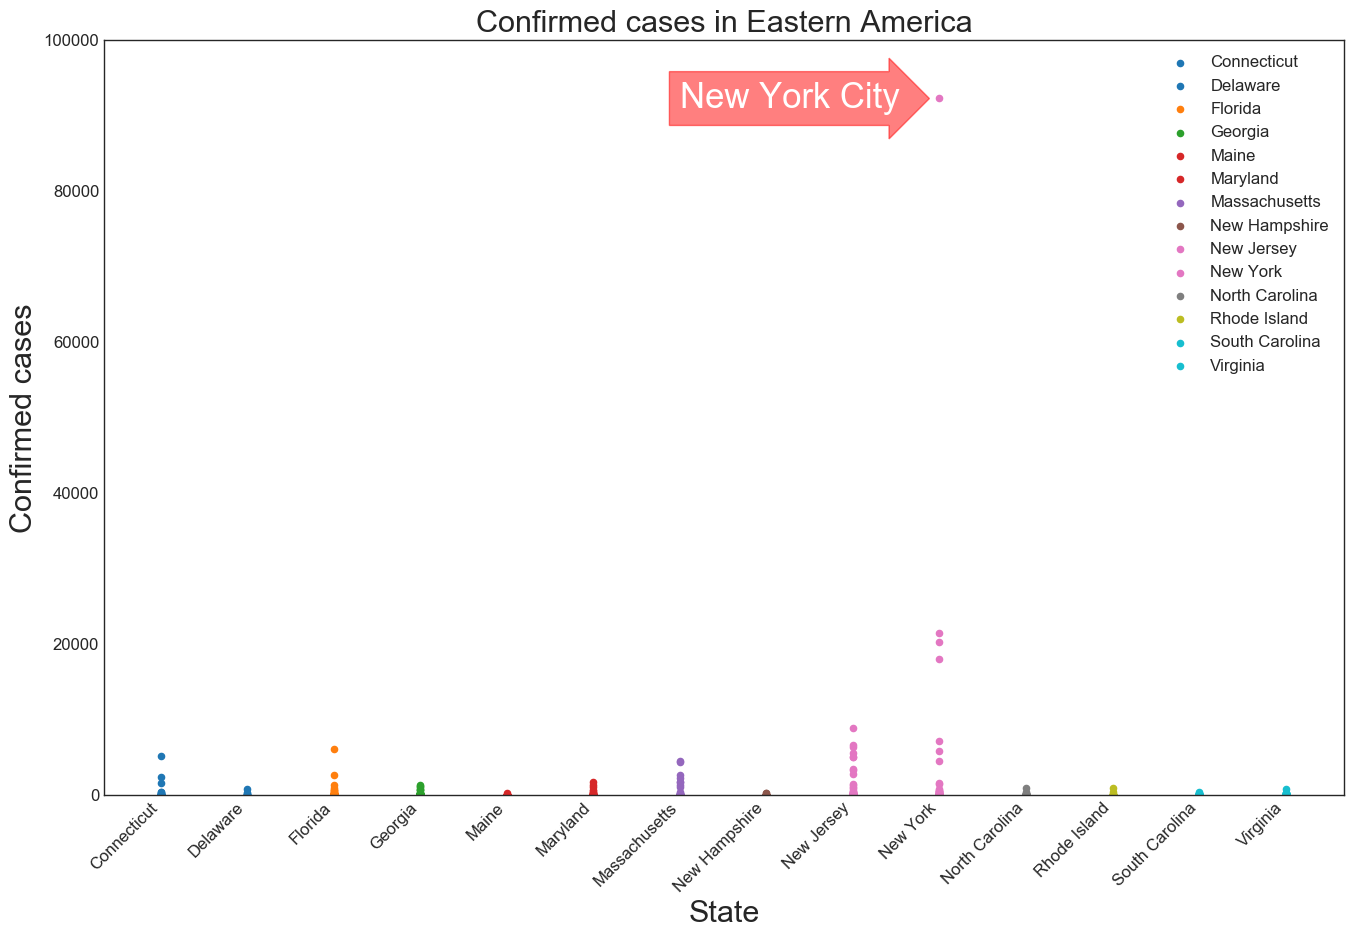 Confirmed cases in Eastern America
100000
80000
60000
40000
20000
0
Confirmed cases
New York City
Connecticut
Delaware
Florida
Georgia
Maine
Maryland
Massachusetts
New Hampshire
New Jersey
New York
North Carolina
Rhode Island
South Carolina
Virginia
Connecticut
Delaware
Florida
Georgia
Maine
Maryland
Massachusetts
New Hampshire
New Jersey
New York
North Carolina
Rhode Island
South Carolina
Virginia
State